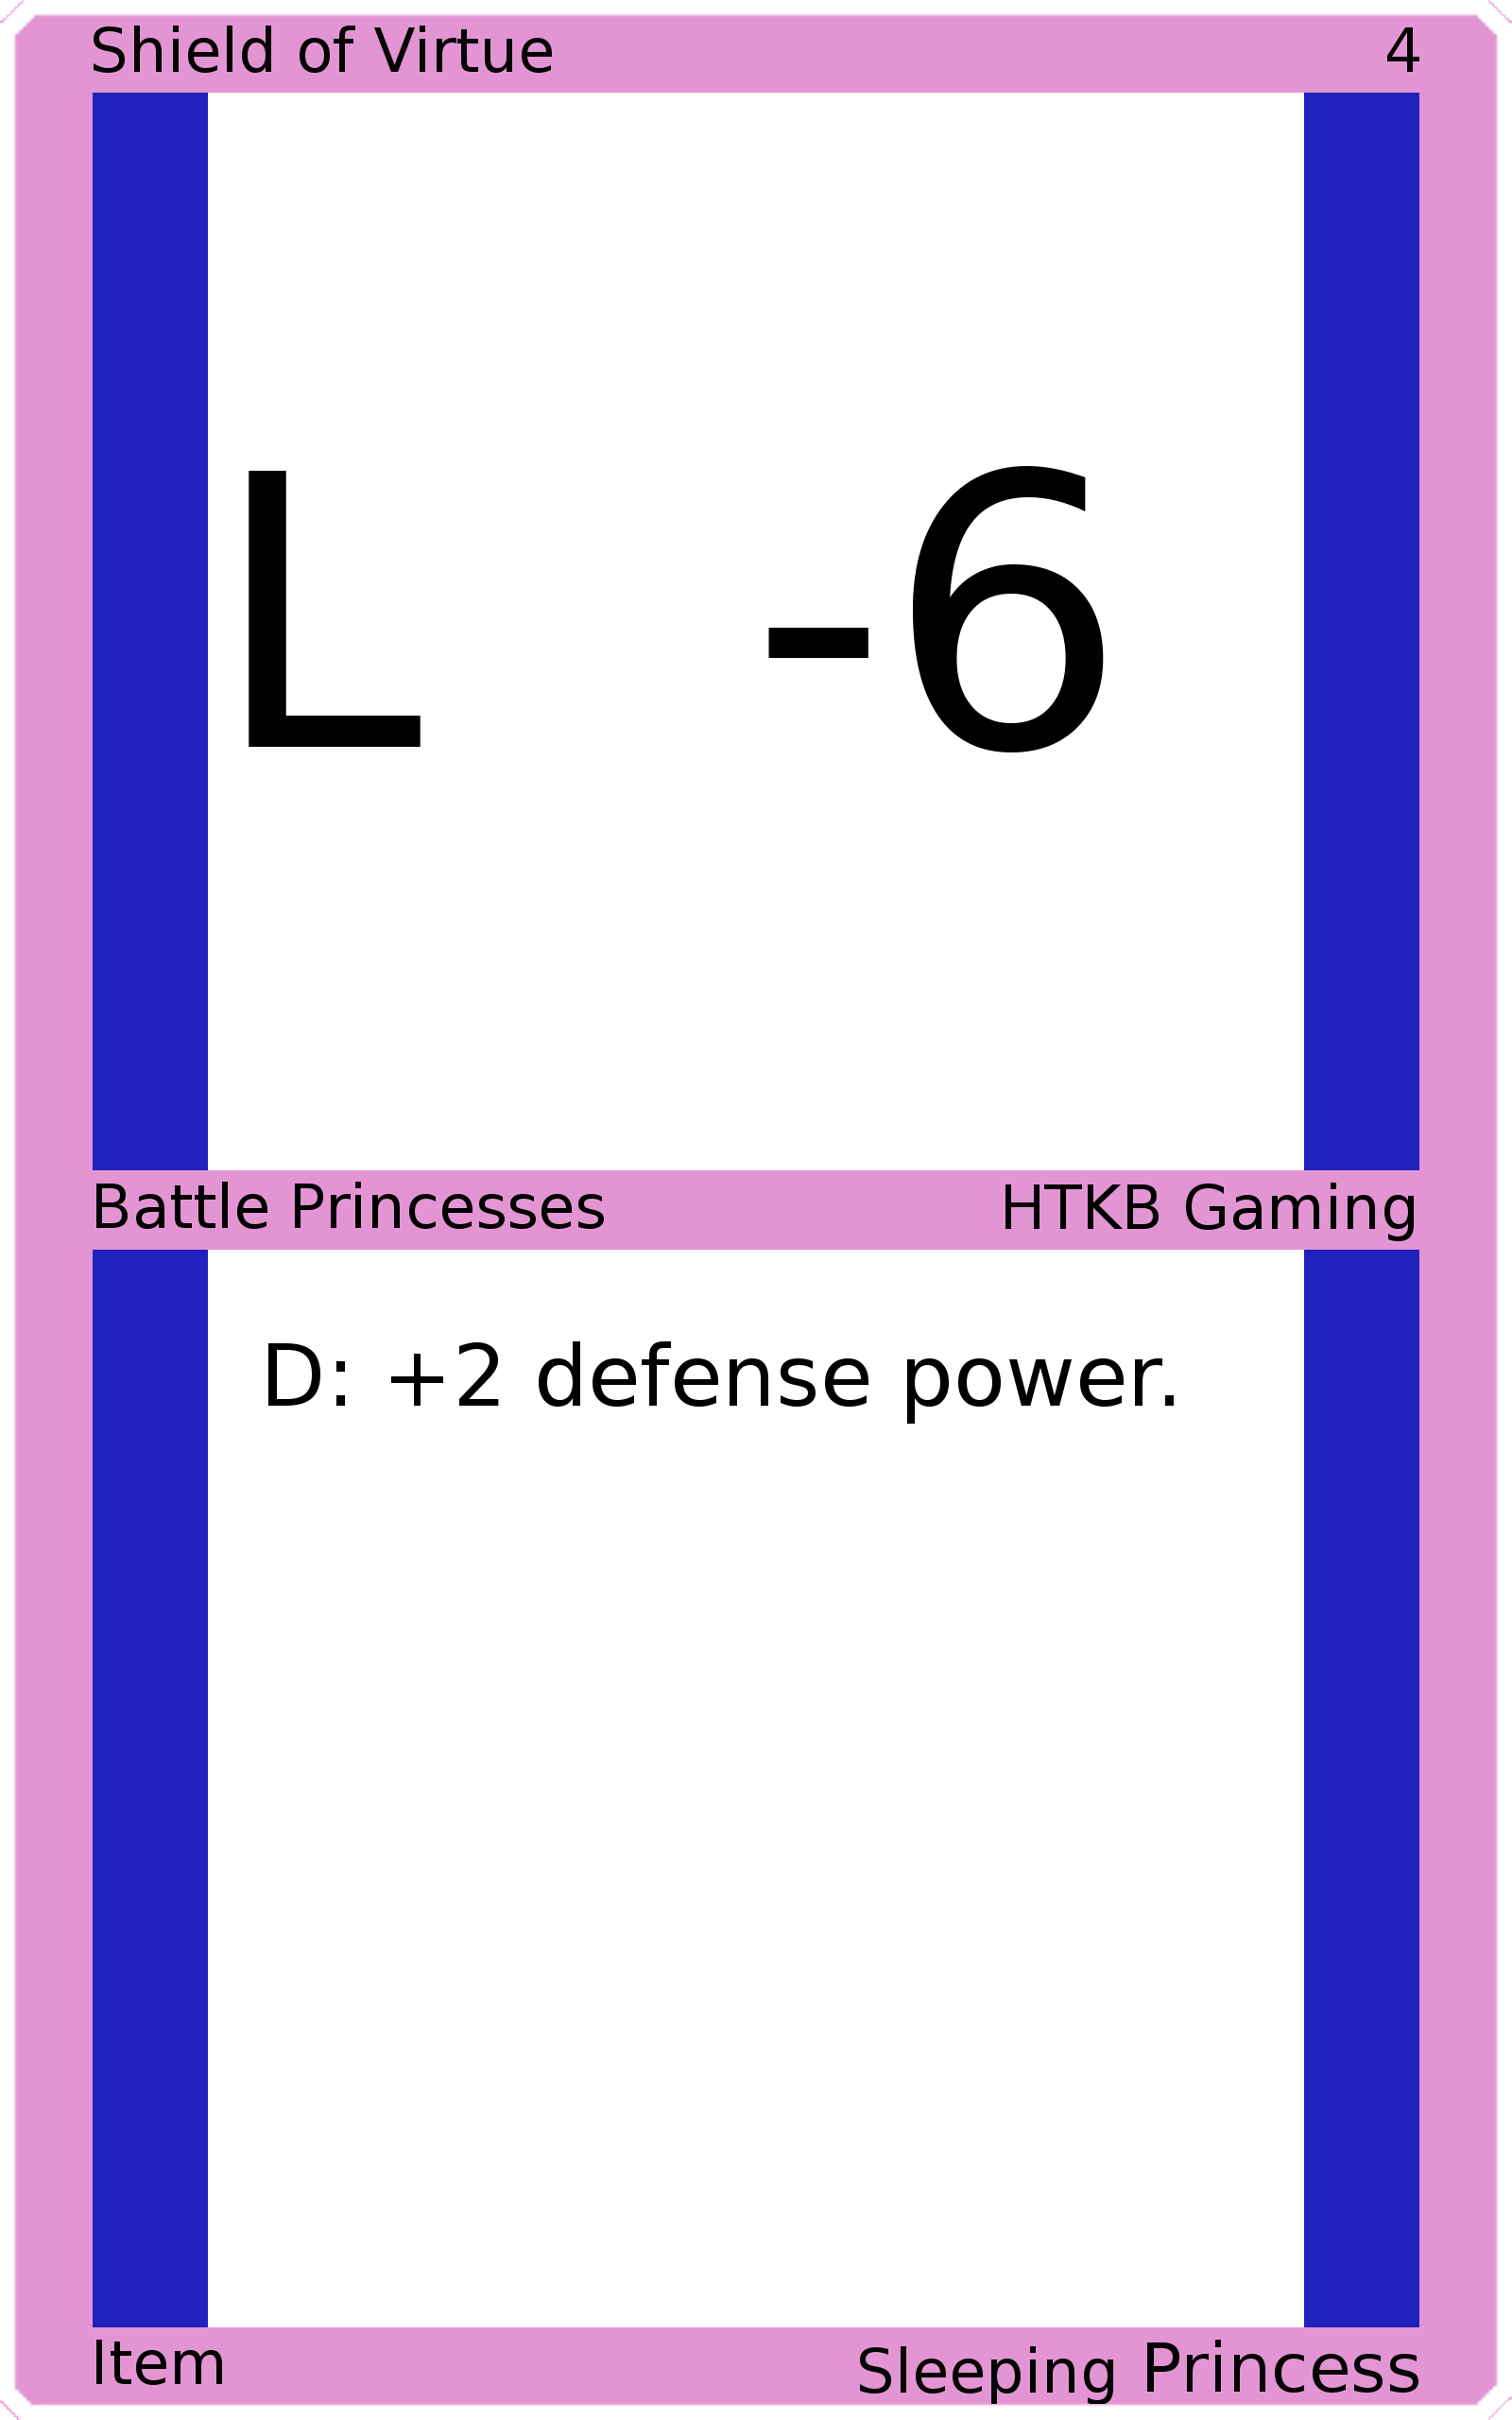 Shield of Virtue 4
L -6
Battle Princesses HTKB Gaming
D: +2 defense power.
Item Sleeping Princess